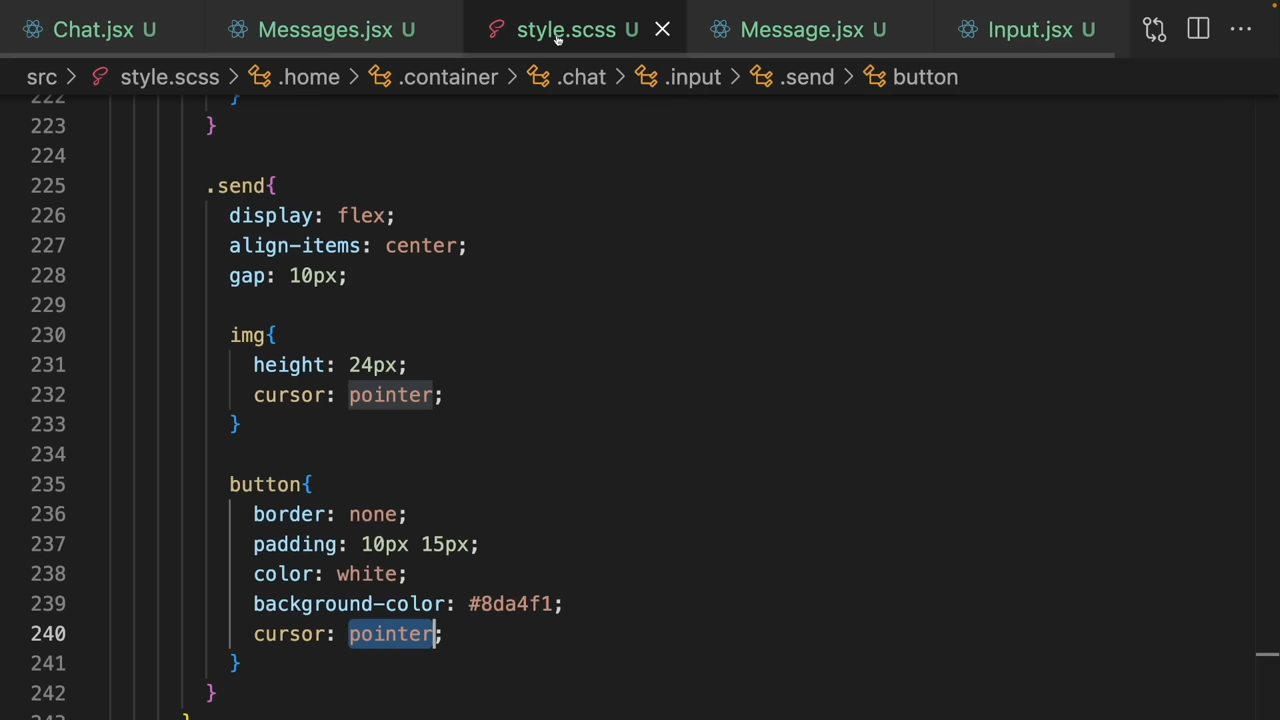 Chat.jsx U Messages.jsx U style.scss U Message.jsx U Input.jsx U
src > style.scss > .home > .container > .chat > .input > .send > button
222 }
223 }
224
225 .send{
226 display: flex;
227 align-items: center;
228 gap: 10px;
229
230 img{
231 height: 24px;
232 cursor: pointer;
233 }
234
235 button{
236 border: none;
237 padding: 10px 15px;
238 color: white;
239 background-color: #8da4f1;
240 cursor: pointer;
241 }
242 }
243 }